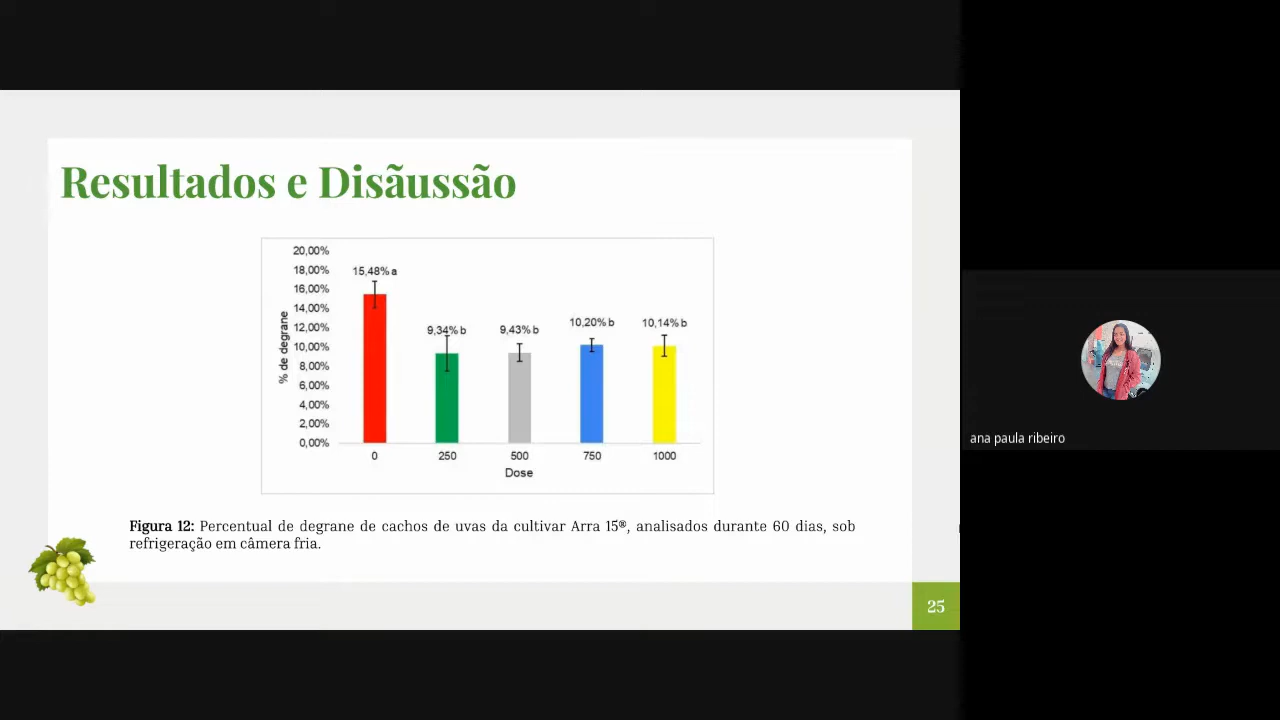 Resultados e Disãussão
20,00%
18,00%
16,00%
14,00%
12,00%
10,00%
8,00%
6,00%
4,00%
2,00%
0,00%
% de degrane
15,48% a
9,34% b
9,43% b
10,20% b
10,14% b
0 250 500 750 1000
Dose
Figura 12: Percentual de degrane de cachos de uvas da cultivar Arra 15®, analisados durante 60 dias, sob
refrigeração em câmera fria.
25
ana paula ribeiro